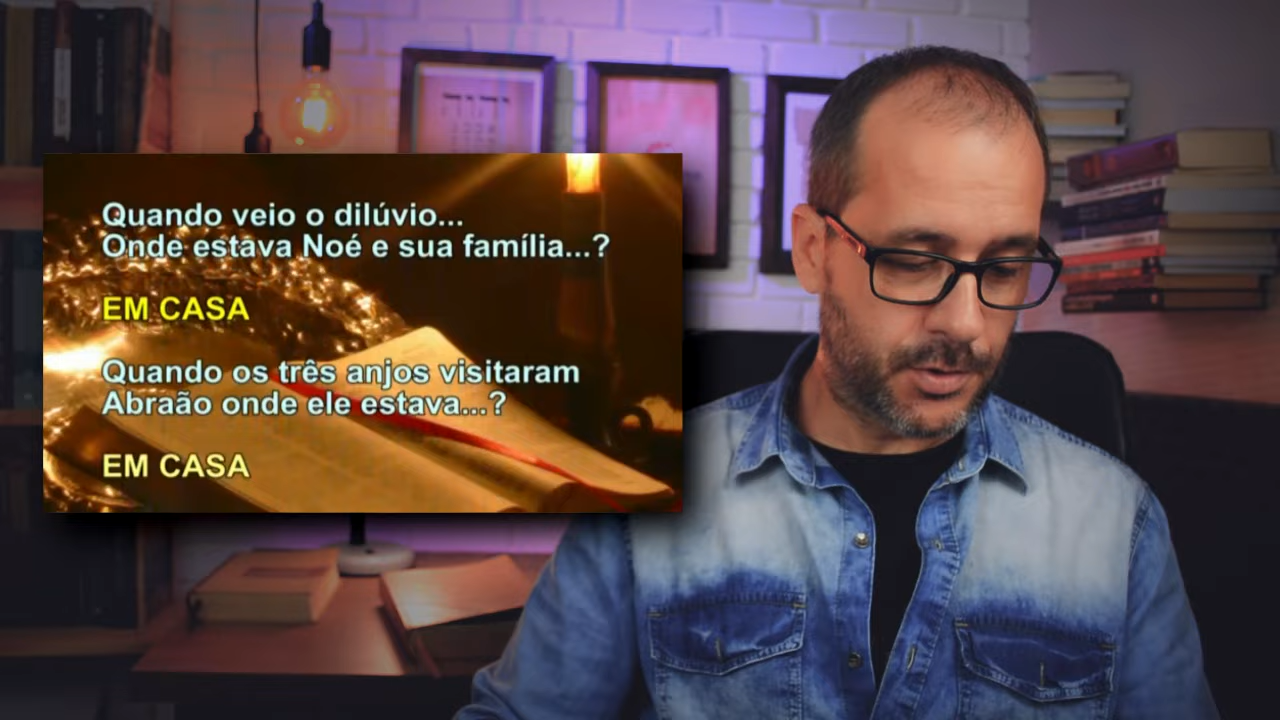 Quando veio o dilúvio...
Onde estava Noé e sua família...?
EM CASA
Quando os três anjos visitaram
Abraão onde ele estava...?
EM CASA